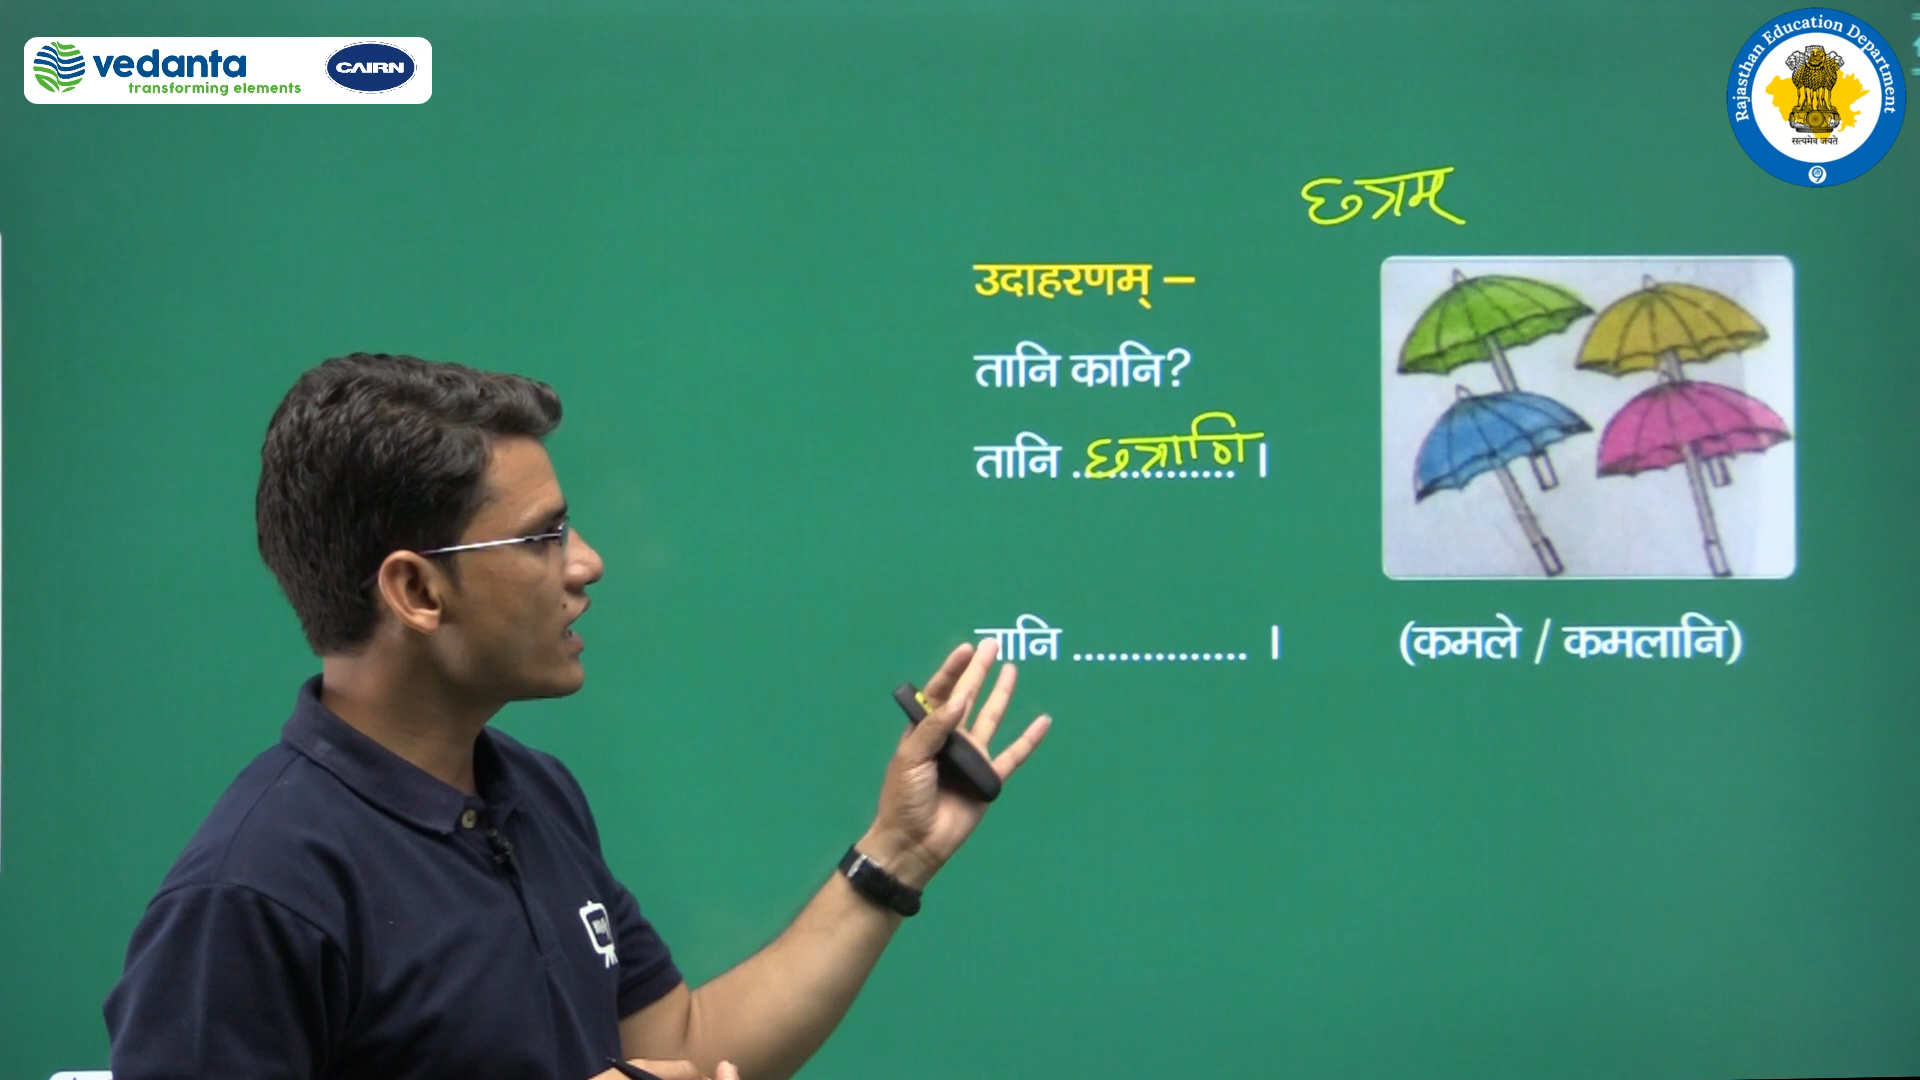 vedanta
transforming elements
CAIRN
Rajasthan Education Department
सत्यमेव जयते
छत्रम्
उदाहरणम् –
तानि कानि?
तानि छत्राणि ।
तानि ............... ।
(कमले / कमलानि)